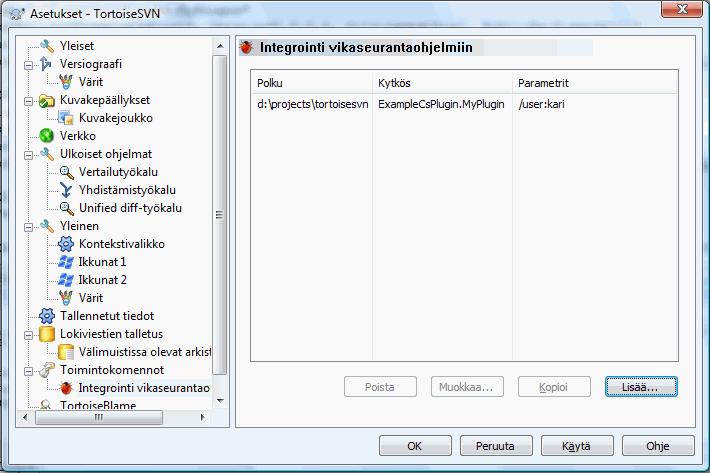 Asetukset - TortoiseSVN
Yleiset
Versiograafi
Värit
Kuvakepäällykset
Kuvakejoukko
Verkko
Ulkoiset ohjelmat
Vertailutyökalu
Yhdistämistyökalu
Unified diff-työkalu
Yleinen
Kontekstivalikko
Ikkunat 1
Ikkunat 2
Värit
Tallennetut tiedot
Lokiviestien talletus
Välimuistissa olevat arkist
Toimintokomennot
Integrointi vikaseurantao
TortoiseBlame
Integrointi vikaseurantaohjelmiin
Polku Kytkös Parametrit
d:\projects\tortoisesvn ExampleCsPlugin.MyPlugin /user:kari
Poista Muokkaa... Kopioi Lisää...
OK Peruuta Käytä Ohje